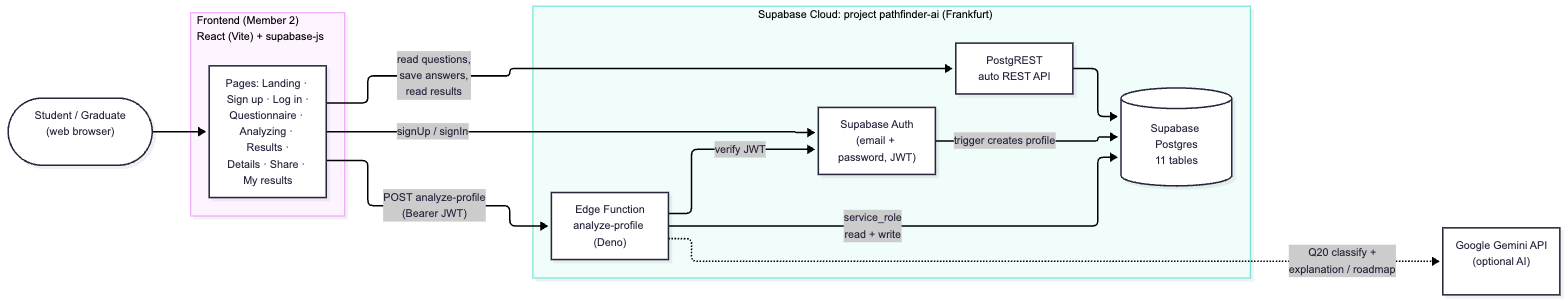 Student / Graduate
(web browser)
Frontend (Member 2)
React (Vite) + supabase-js
Pages: Landing ·
Sign up · Log in ·
Questionnaire ·
Analyzing ·
Results ·
Details · Share ·
My results
read questions,
save answers,
read results
signUp / signIn
POST analyze-profile
(Bearer JWT)
Supabase Cloud: project pathfinder-ai (Frankfurt)
PostgREST
auto REST API
Supabase Auth
(email +
password, JWT)
verify JWT
trigger creates profile
Edge Function
analyze-profile
(Deno)
service_role
read + write
Supabase
Postgres
11 tables
Q20 classify +
explanation / roadmap
Google Gemini API
(optional AI)